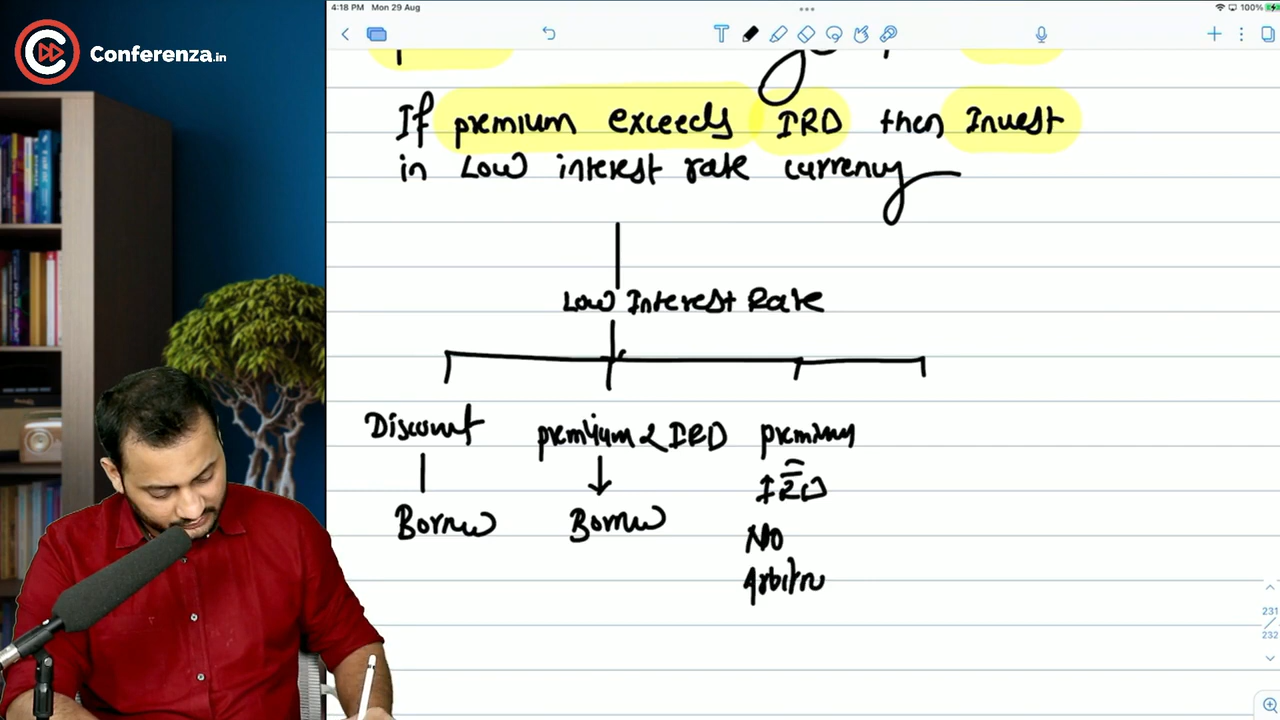 4:18 PM Mon 29 Aug
100%
Conferenza.in
If premium exceeds IRD then Invest
in Low interest rate currency
Low Interest Rate
Discount
premium < IRD
premium
=
IRD
Borrow
Borrow
No
Arbitra
231
232